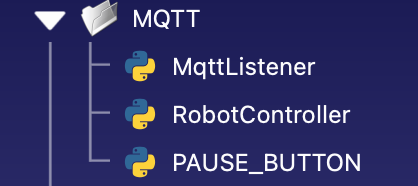 MQTT
MqttListener
RobotController
PAUSE_BUTTON